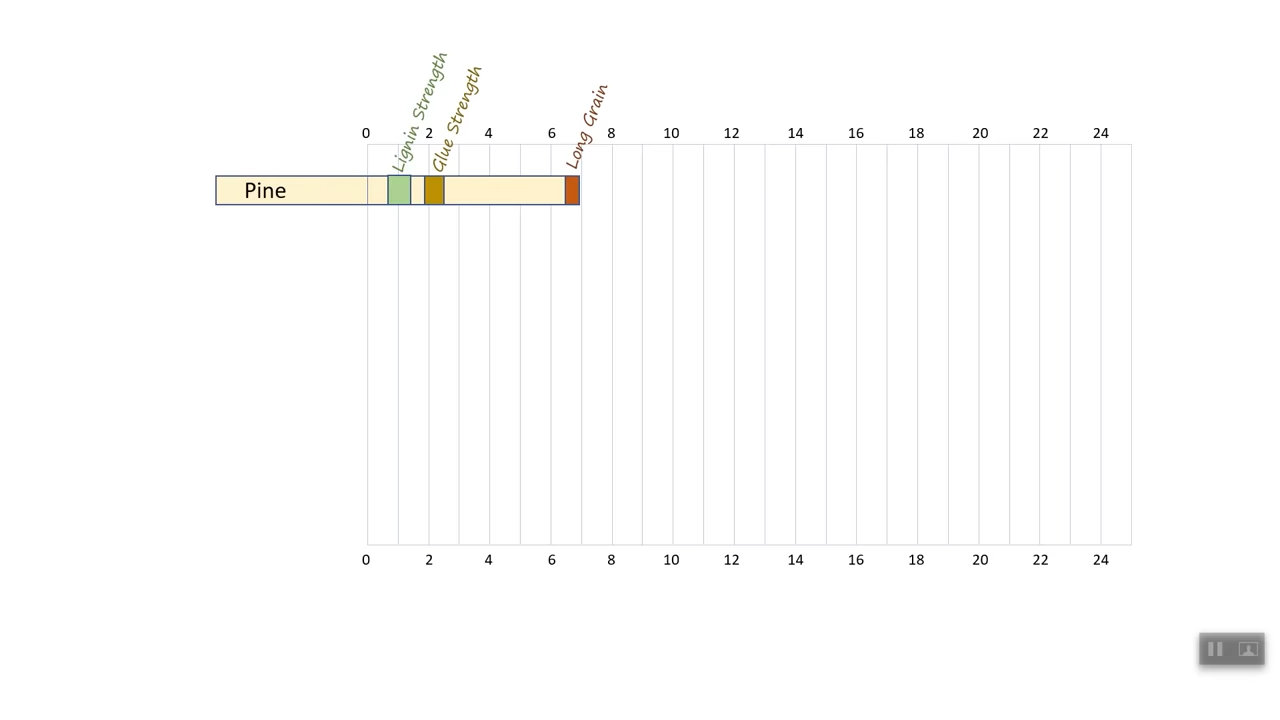 Lignin Strength
Glue Strength
Long Grain
0 2 4 6 8 10 12 14 16 18 20 22 24
Pine
0 2 4 6 8 10 12 14 16 18 20 22 24